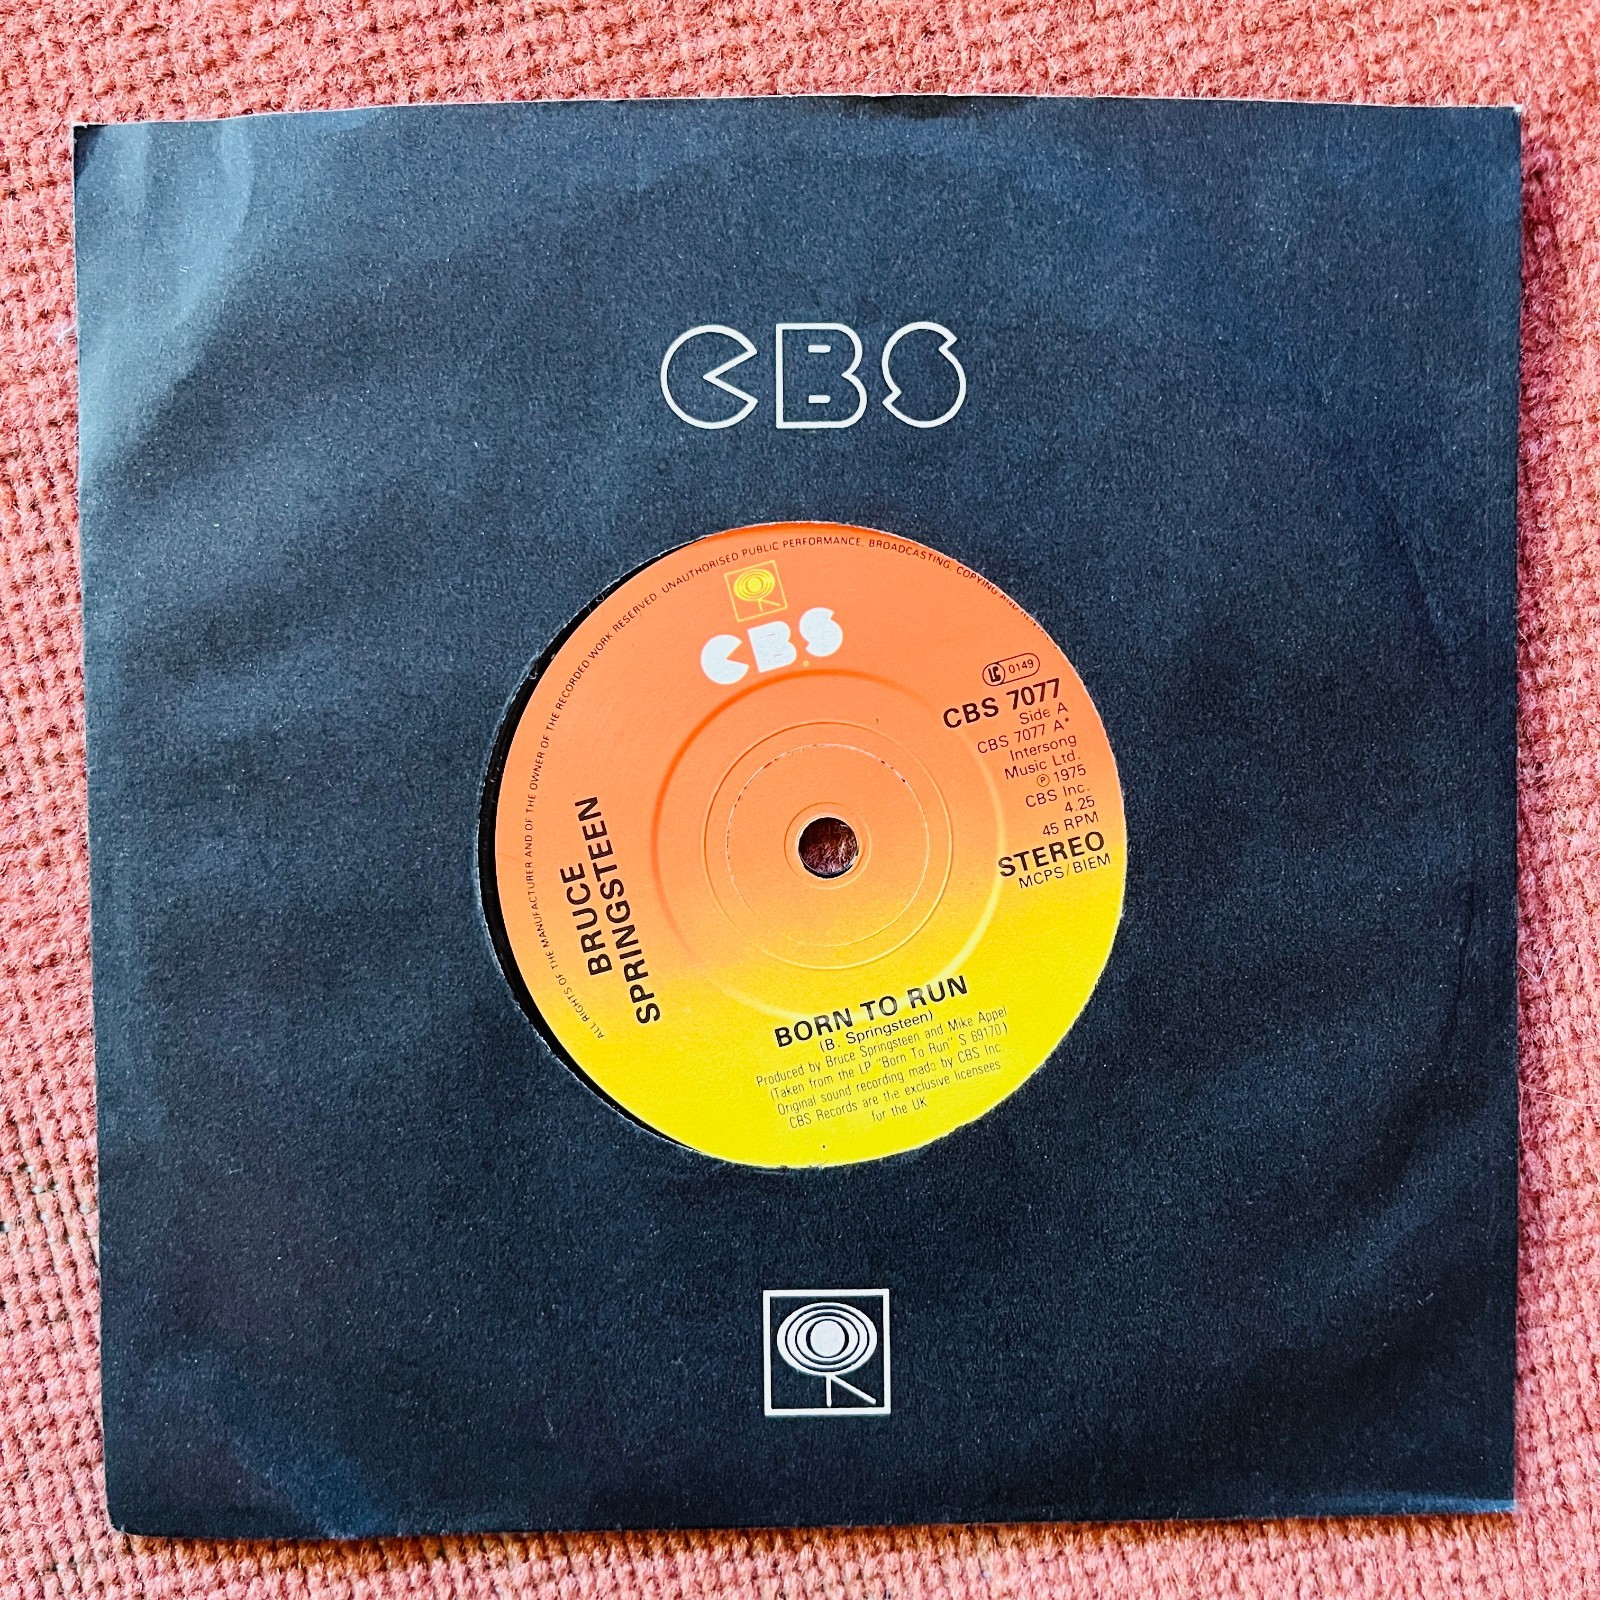 CBS
ALL RIGHTS OF THE MANUFACTURER AND OF THE OWNER OF THE RECORDED WORK RESERVED. UNAUTHORISED PUBLIC PERFORMANCE, BROADCASTING, COPYING AND
CBS
LC 0149
CBS 7077
Side A
CBS 7077 A*
Intersong
Music Ltd.
℗ 1975
CBS Inc.
4.25
45 RPM
STEREO
MCPS/BIEM
BRUCE
SPRINGSTEEN
BORN TO RUN
(B. Springsteen)
Produced by Bruce Springsteen and Mike Appel
(Taken from the LP "Born To Run" S 69170)
Original sound recording made by CBS Inc.
CBS Records are the exclusive licensees
for the UK